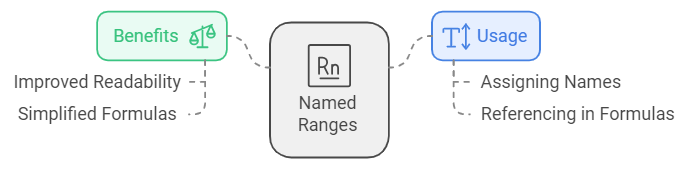 Benefits
Improved Readability
Simplified Formulas
Rn
Named
Ranges
Usage
Assigning Names
Referencing in Formulas